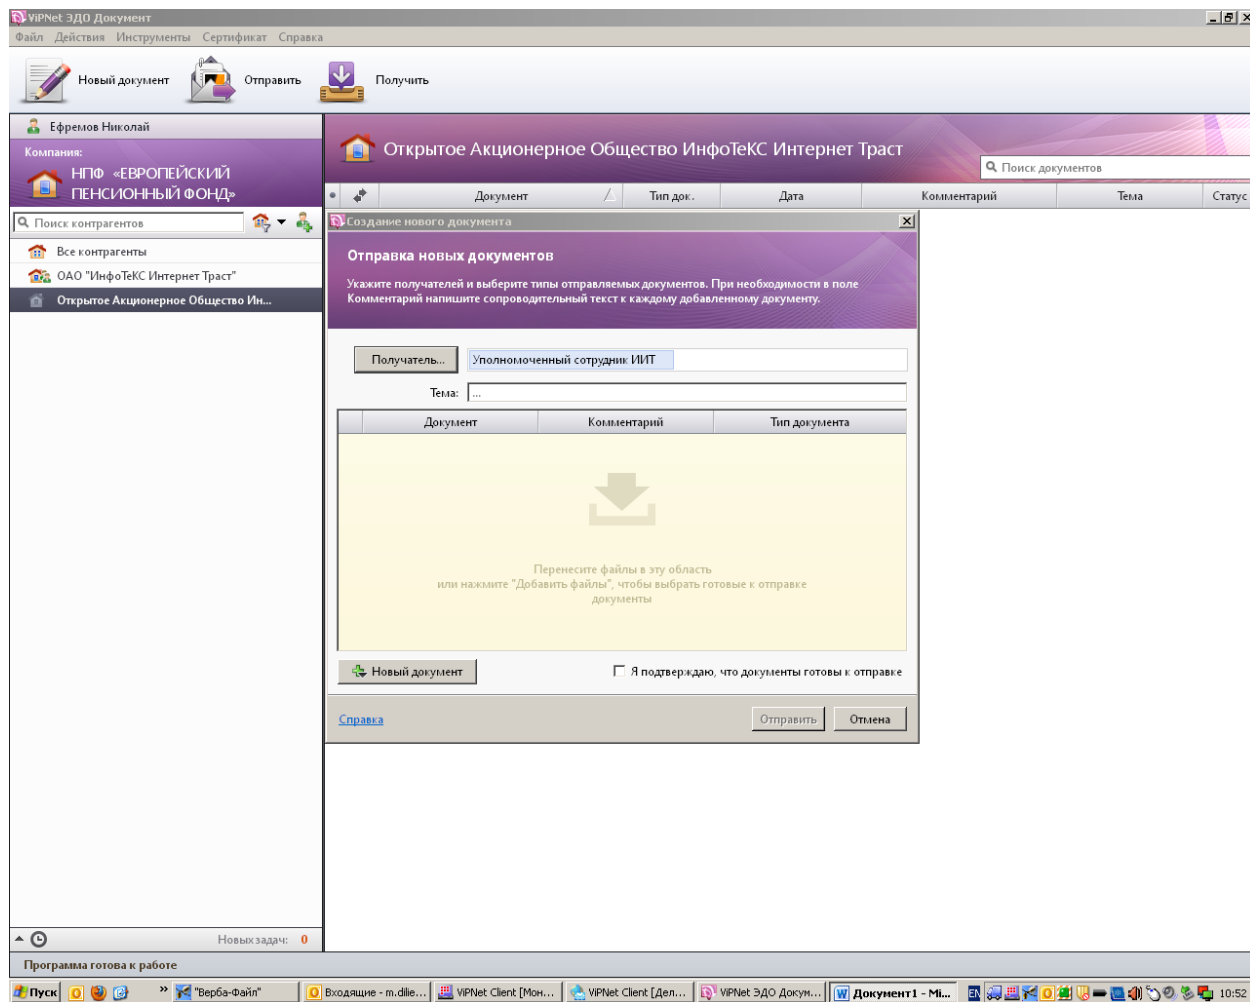 ViPNet ЭДО Документ
Файл Действия Инструменты Сертификат Справка
Новый документ Отправить Получить
Ефремов Николай
Компания:
НПФ «ЕВРОПЕЙСКИЙ
ПЕНСИОННЫЙ ФОНД»
Открытое Акционерное Общество ИнфоТеКС Интернет Траст
Поиск документов
Документ Тип док. Дата Комментарий Тема Статус
Поиск контрагентов
Все контрагенты
ОАО "ИнфоТеКС Интернет Траст"
Открытое Акционерное Общество Ин...
Создание нового документа
Отправка новых документов
Укажите получателей и выберите типы отправляемых документов. При необходимости в поле
Комментарий напишите сопроводительный текст к каждому добавленному документу.
Получатель... Уполномоченный сотрудник ИИТ
Тема: ...
Документ Комментарий Тип документа
Перенесите файлы в эту область
или нажмите "Добавить файлы", чтобы выбрать готовые к отправке
документы
Новый документ Я подтверждаю, что документы готовы к отправке
Справка Отправить Отмена
Новых задач: 0
Программа готова к работе
Пуск » "Верба-Файл" Входящие - m.dilie... ViPNet Client [Мон... ViPNet Client [Дел... ViPNet ЭДО Докум... Документ1 - Mi... EN 10:52